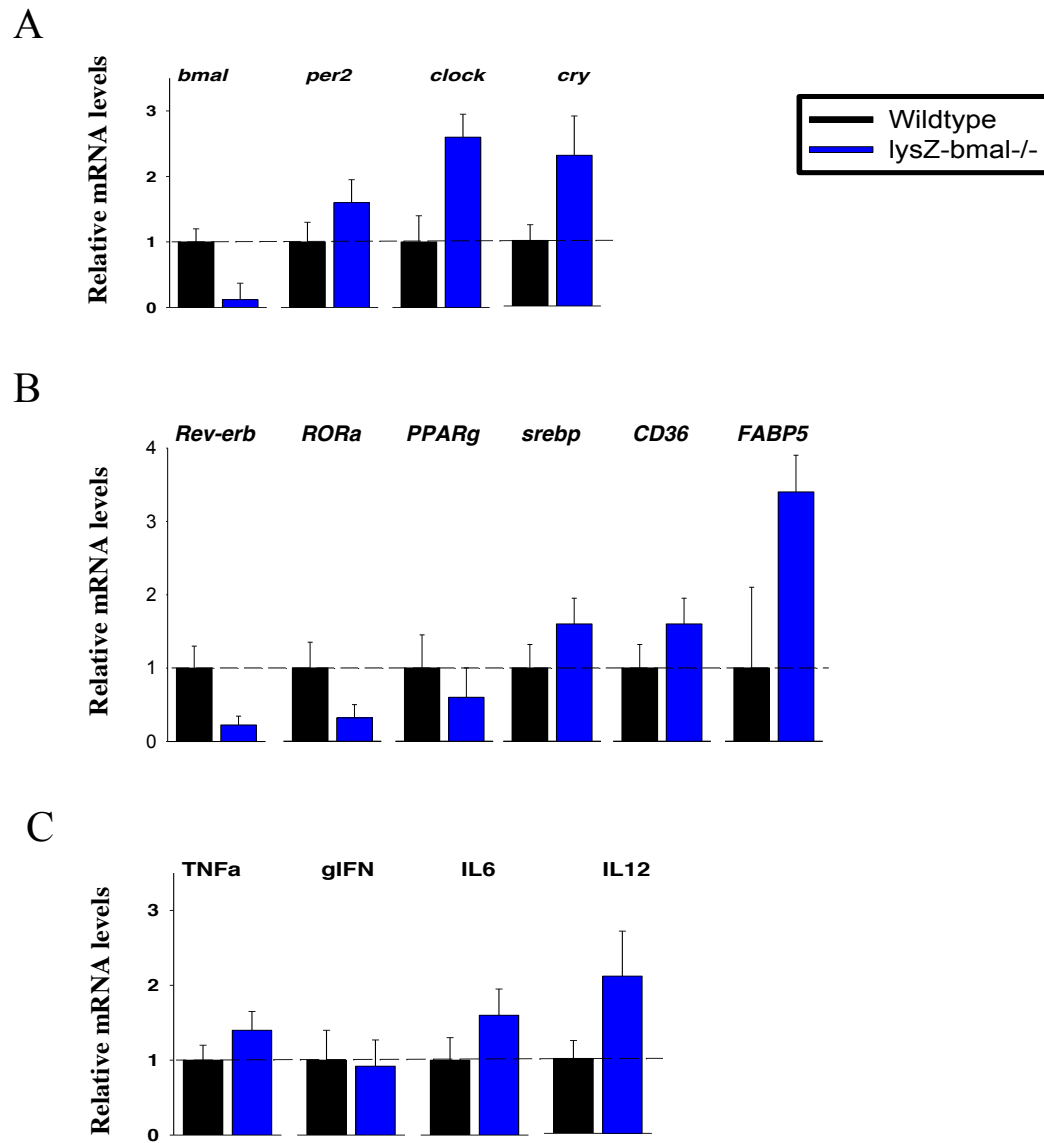 A
bmal per2 clock cry
Relative mRNA levels
3
2
1
0
Wildtype
lysZ-bmal-/-
B
Rev-erb RORa PPARg srebp CD36 FABP5
Relative mRNA levels
4
3
2
1
0
C
TNFa gIFN IL6 IL12
Relative mRNA levels
3
2
1
0